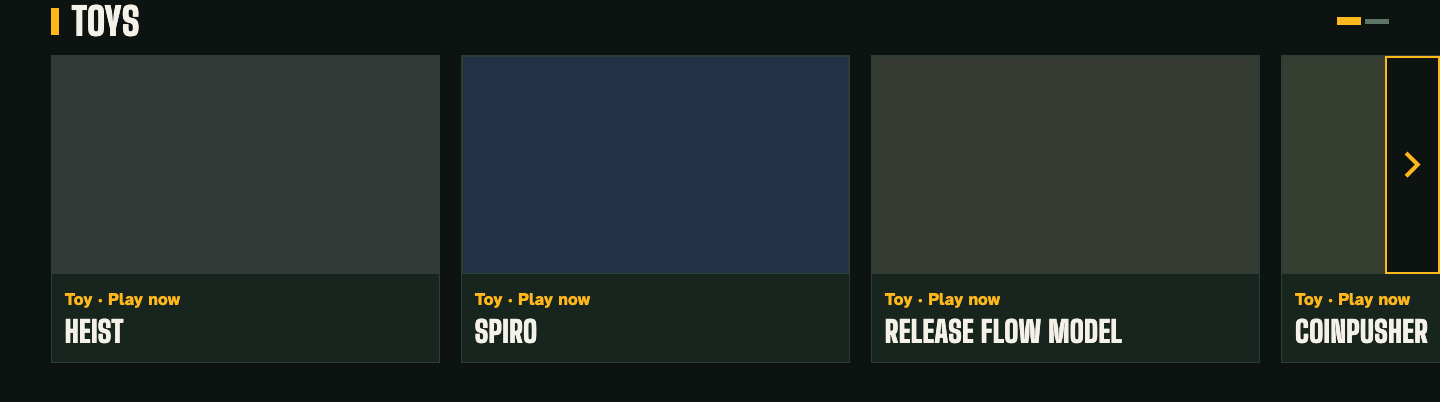 TOYS
Toy · Play now
HEIST
Toy · Play now
SPIRO
Toy · Play now
RELEASE FLOW MODEL
Toy · Play now
COINPUSHER